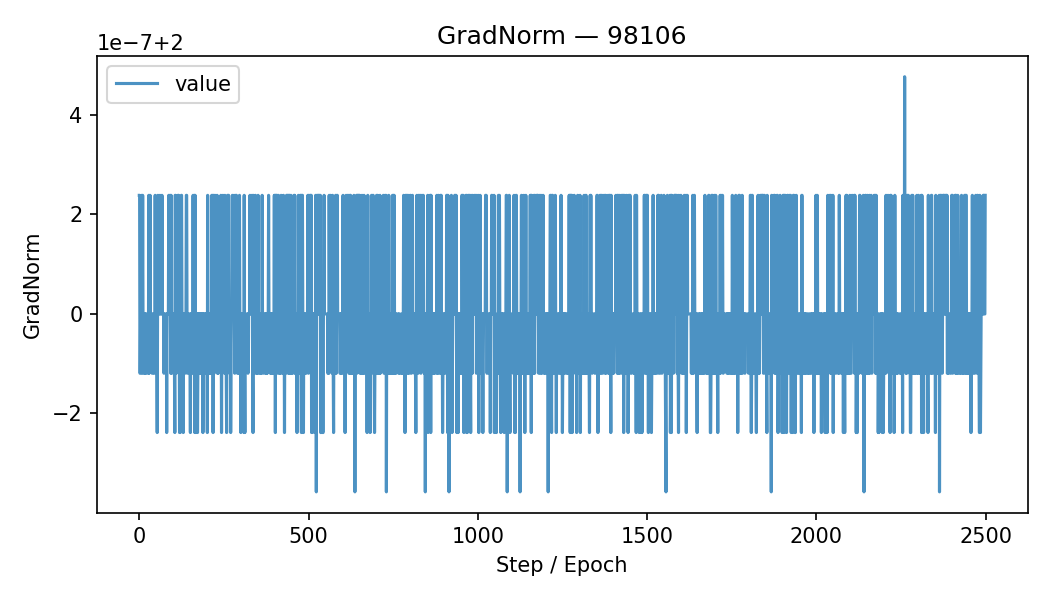 GradNorm — 98106
1e−7+2
value
4
2
0
−2
GradNorm
0
500
1000
1500
2000
2500
Step / Epoch